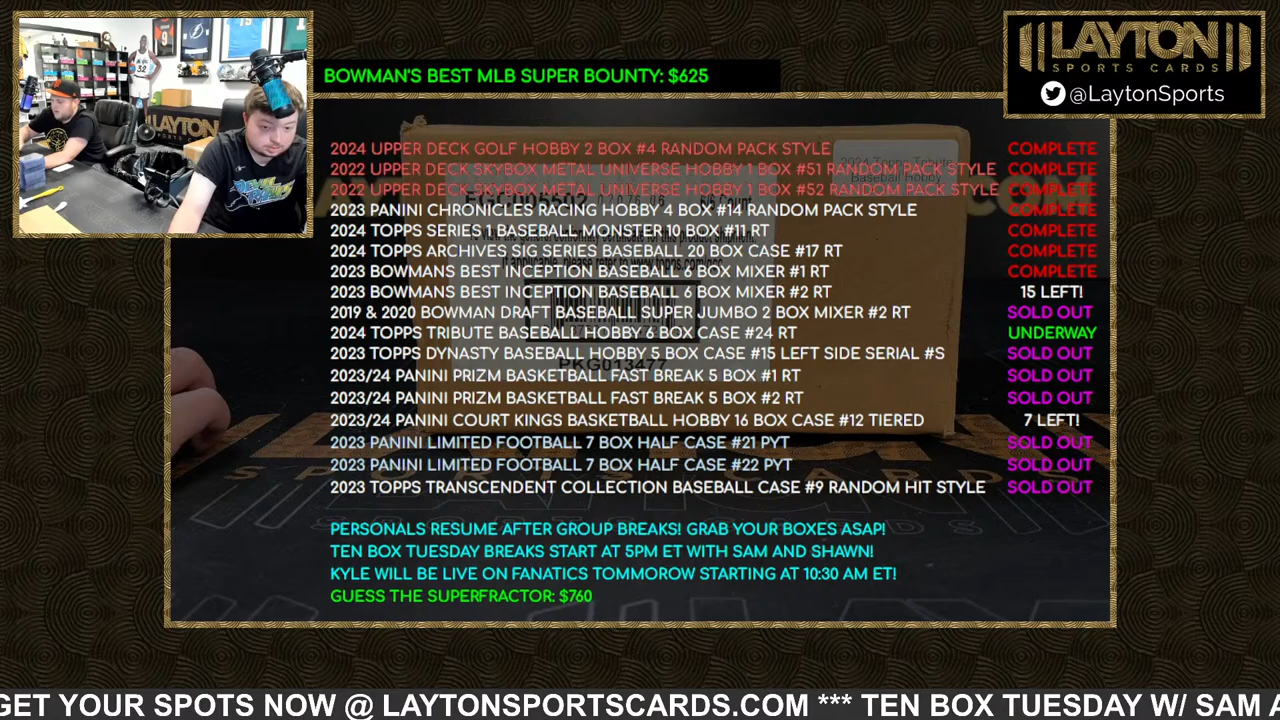 BOWMAN'S BEST MLB SUPER BOUNTY: $625
LAYTON
SPORTS CARDS
@LaytonSports
2024 UPPER DECK GOLF HOBBY 2 BOX #4 RANDOM PACK STYLE COMPLETE
2022 UPPER DECK SKYBOX METAL UNIVERSE HOBBY 1 BOX #51 RANDOM PACK STYLE COMPLETE
2022 UPPER DECK SKYBOX METAL UNIVERSE HOBBY 1 BOX #52 RANDOM PACK STYLE COMPLETE
2023 PANINI CHRONICLES RACING HOBBY 4 BOX #14 RANDOM PACK STYLE COMPLETE
2024 TOPPS SERIES 1 BASEBALL MONSTER 10 BOX #11 RT COMPLETE
2024 TOPPS ARCHIVES SIG SERIES BASEBALL 20 BOX CASE #17 RT COMPLETE
2023 BOWMANS BEST INCEPTION BASEBALL 6 BOX MIXER #1 RT COMPLETE
2023 BOWMANS BEST INCEPTION BASEBALL 6 BOX MIXER #2 RT 15 LEFT!
2019 & 2020 BOWMAN DRAFT BASEBALL SUPER JUMBO 2 BOX MIXER #2 RT SOLD OUT
2024 TOPPS TRIBUTE BASEBALL HOBBY 6 BOX CASE #24 RT UNDERWAY
2023 TOPPS DYNASTY BASEBALL HOBBY 5 BOX CASE #15 LEFT SIDE SERIAL #S SOLD OUT
2023/24 PANINI PRIZM BASKETBALL FAST BREAK 5 BOX #1 RT SOLD OUT
2023/24 PANINI PRIZM BASKETBALL FAST BREAK 5 BOX #2 RT SOLD OUT
2023/24 PANINI COURT KINGS BASKETBALL HOBBY 16 BOX CASE #12 TIERED 7 LEFT!
2023 PANINI LIMITED FOOTBALL 7 BOX HALF CASE #21 PYT SOLD OUT
2023 PANINI LIMITED FOOTBALL 7 BOX HALF CASE #22 PYT SOLD OUT
2023 TOPPS TRANSCENDENT COLLECTION BASEBALL CASE #9 RANDOM HIT STYLE SOLD OUT
2024 Topps Tribute
Baseball Hobby
PKG013477
PERSONALS RESUME AFTER GROUP BREAKS! GRAB YOUR BOXES ASAP!
TEN BOX TUESDAY BREAKS START AT 5PM ET WITH SAM AND SHAWN!
KYLE WILL BE LIVE ON FANATICS TOMMOROW STARTING AT 10:30 AM ET!
GUESS THE SUPERFRACTOR: $760
GET YOUR SPOTS NOW @ LAYTONSPORTSCARDS.COM *** TEN BOX TUESDAY W/ SAM A